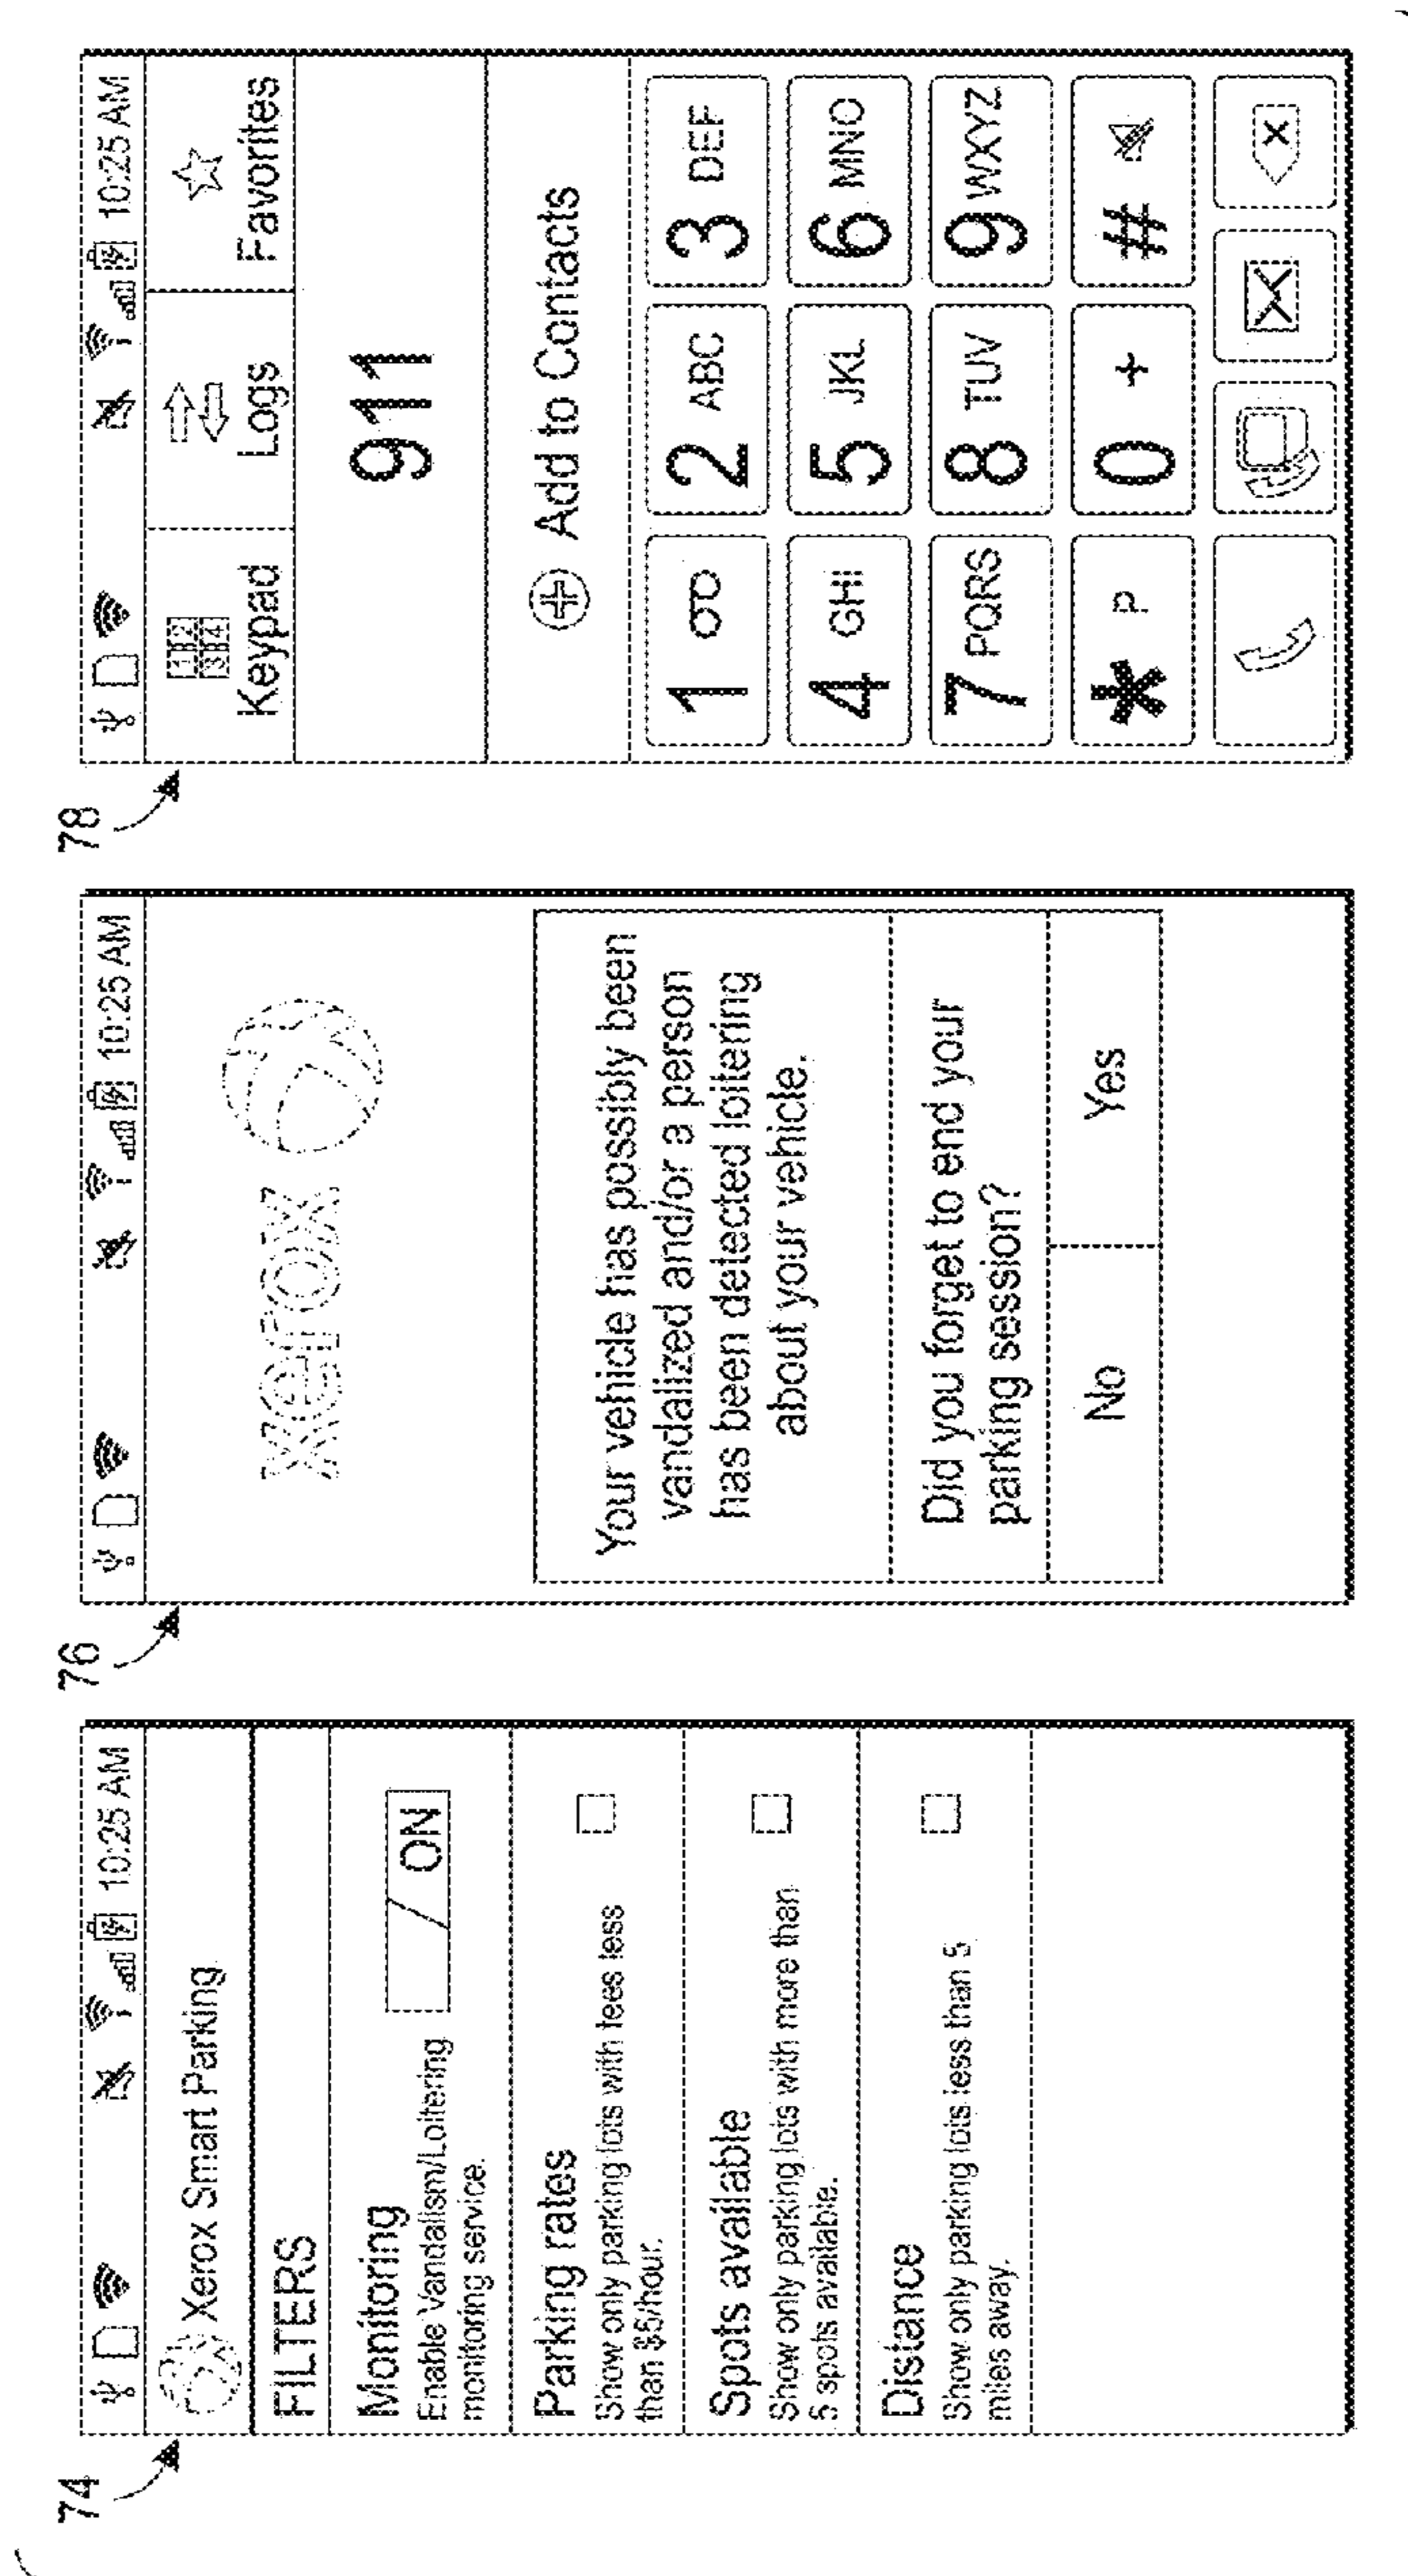 74
10:25 AM
Xerox Smart Parking
FILTERS
Monitoring
Enable Vandalism/Loitering
monitoring service.
ON
Parking rates
Show only parking lots with fees less
than $5/hour.
Spots available
Show only parking lots with more than
5 spots available.
Distance
Show only parking lots less than 5
miles away.
76
10:25 AM
xerox
Your vehicle has possibly been
vandalized and/or a person
has been detected loitering
about your vehicle.
Did you forget to end your
parking session?
No Yes
78
10:25 AM
1 2
3 4
Keypad Logs Favorites
911
Add to Contacts
1 2 ABC 3 DEF
4 GHI 5 JKL 6 MNO
7 PQRS 8 TUV 9 WXYZ
* P 0 + #